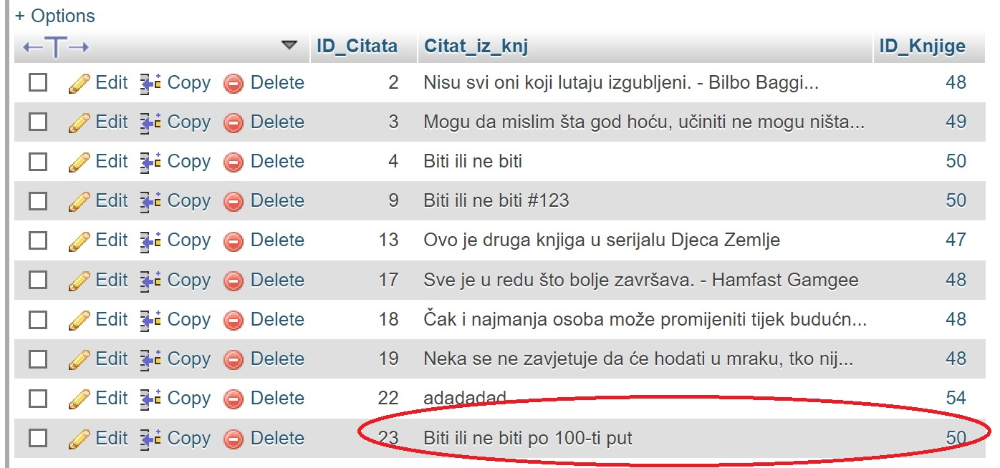 + Options
ID_Citata Citat_iz_knj ID_Knjige
Edit Copy Delete 2 Nisu svi oni koji lutaju izgubljeni. - Bilbo Baggi... 48
Edit Copy Delete 3 Mogu da mislim šta god hoću, učiniti ne mogu ništa... 49
Edit Copy Delete 4 Biti ili ne biti 50
Edit Copy Delete 9 Biti ili ne biti #123 50
Edit Copy Delete 13 Ovo je druga knjiga u serijalu Djeca Zemlje 47
Edit Copy Delete 17 Sve je u redu što bolje završava. - Hamfast Gamgee 48
Edit Copy Delete 18 Čak i najmanja osoba može promijeniti tijek budućn... 48
Edit Copy Delete 19 Neka se ne zavjetuje da će hodati u mraku, tko nij... 48
Edit Copy Delete 22 adadadad 54
Edit Copy Delete 23 Biti ili ne biti po 100-ti put 50